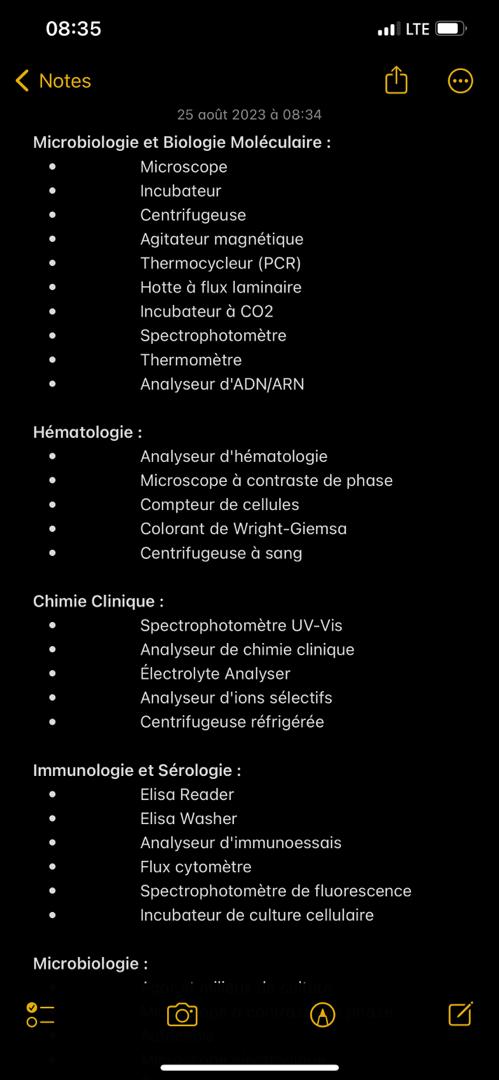 08:35
LTE
Notes
25 août 2023 à 08:34
Microbiologie et Biologie Moléculaire :
• Microscope
• Incubateur
• Centrifugeuse
• Agitateur magnétique
• Thermocycleur (PCR)
• Hotte à flux laminaire
• Incubateur à CO2
• Spectrophotomètre
• Thermomètre
• Analyseur d'ADN/ARN
Hématologie :
• Analyseur d'hématologie
• Microscope à contraste de phase
• Compteur de cellules
• Colorant de Wright-Giemsa
• Centrifugeuse à sang
Chimie Clinique :
• Spectrophotomètre UV-Vis
• Analyseur de chimie clinique
• Électrolyte Analyser
• Analyseur d'ions sélectifs
• Centrifugeuse réfrigérée
Immunologie et Sérologie :
• Elisa Reader
• Elisa Washer
• Analyseur d'immunoessais
• Flux cytomètre
• Spectrophotomètre de fluorescence
• Incubateur de culture cellulaire
Microbiologie :